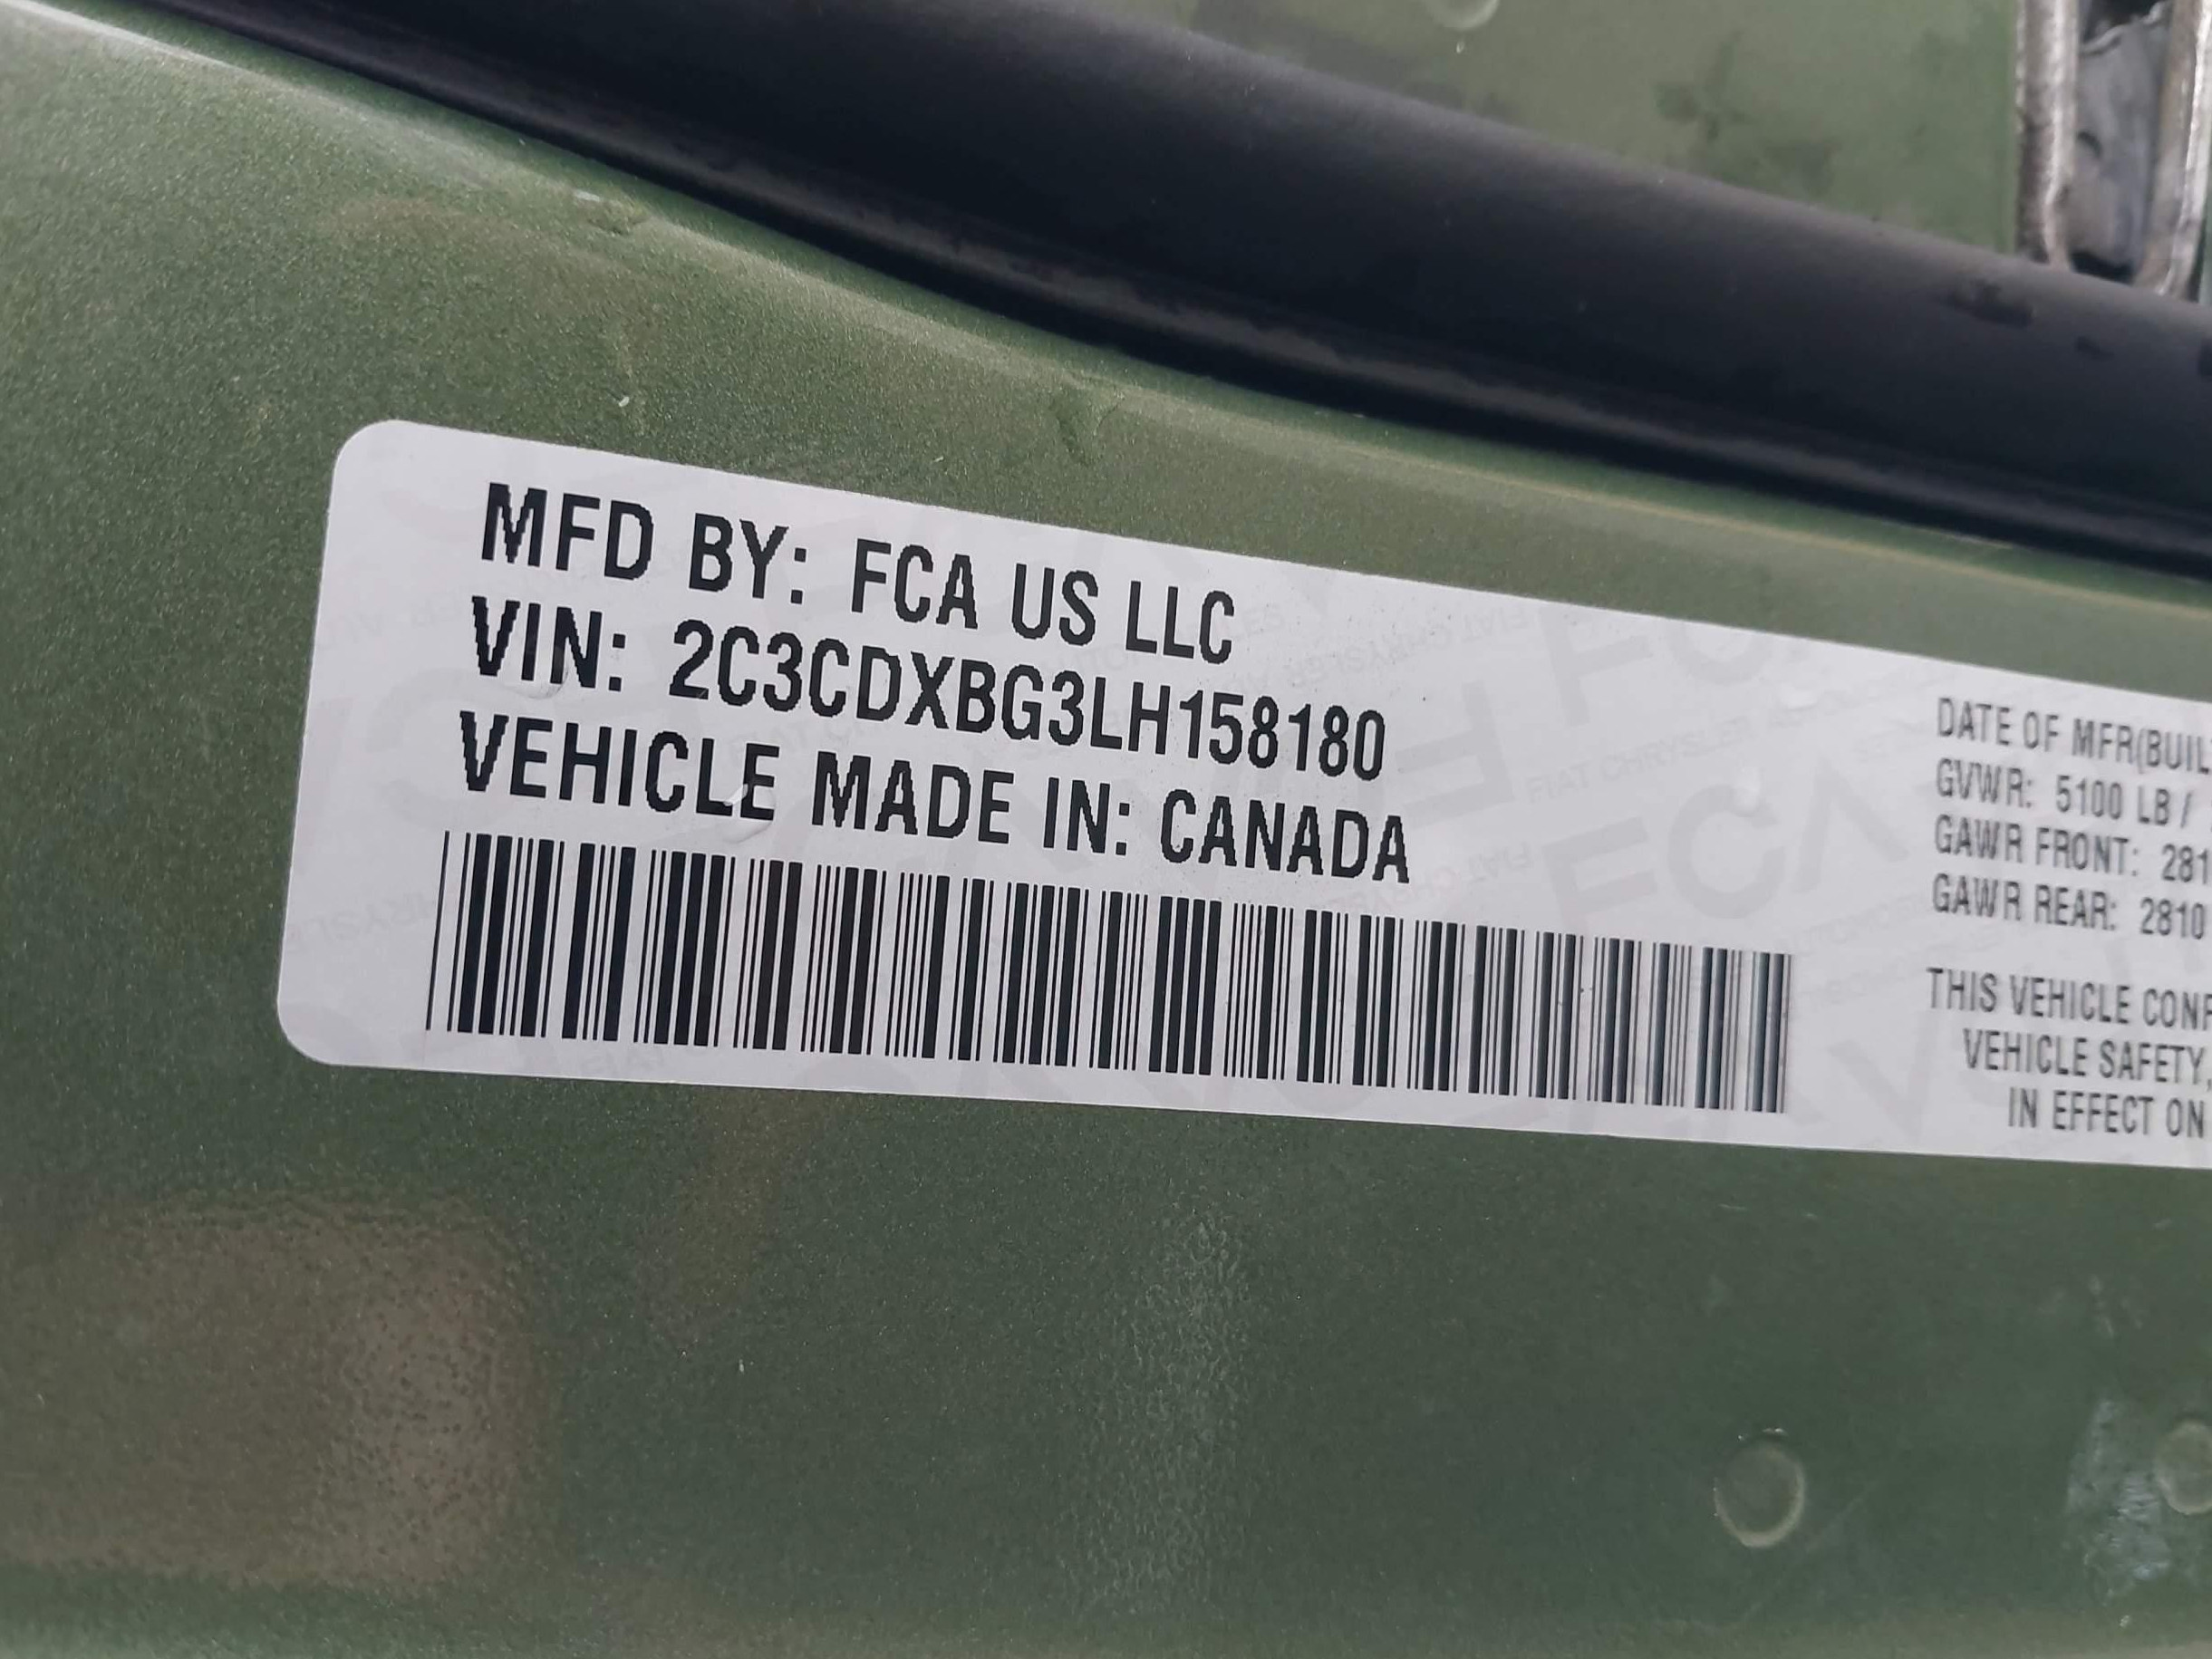 MFD BY: FCA US LLC
VIN: 2C3CDXBG3LH158180
VEHICLE MADE IN: CANADA
DATE OF MFR(BUIL
GVWR: 5100 LB /
GAWR FRONT: 281
GAWR REAR: 2810
THIS VEHICLE CONF
VEHICLE SAFETY,
IN EFFECT ON